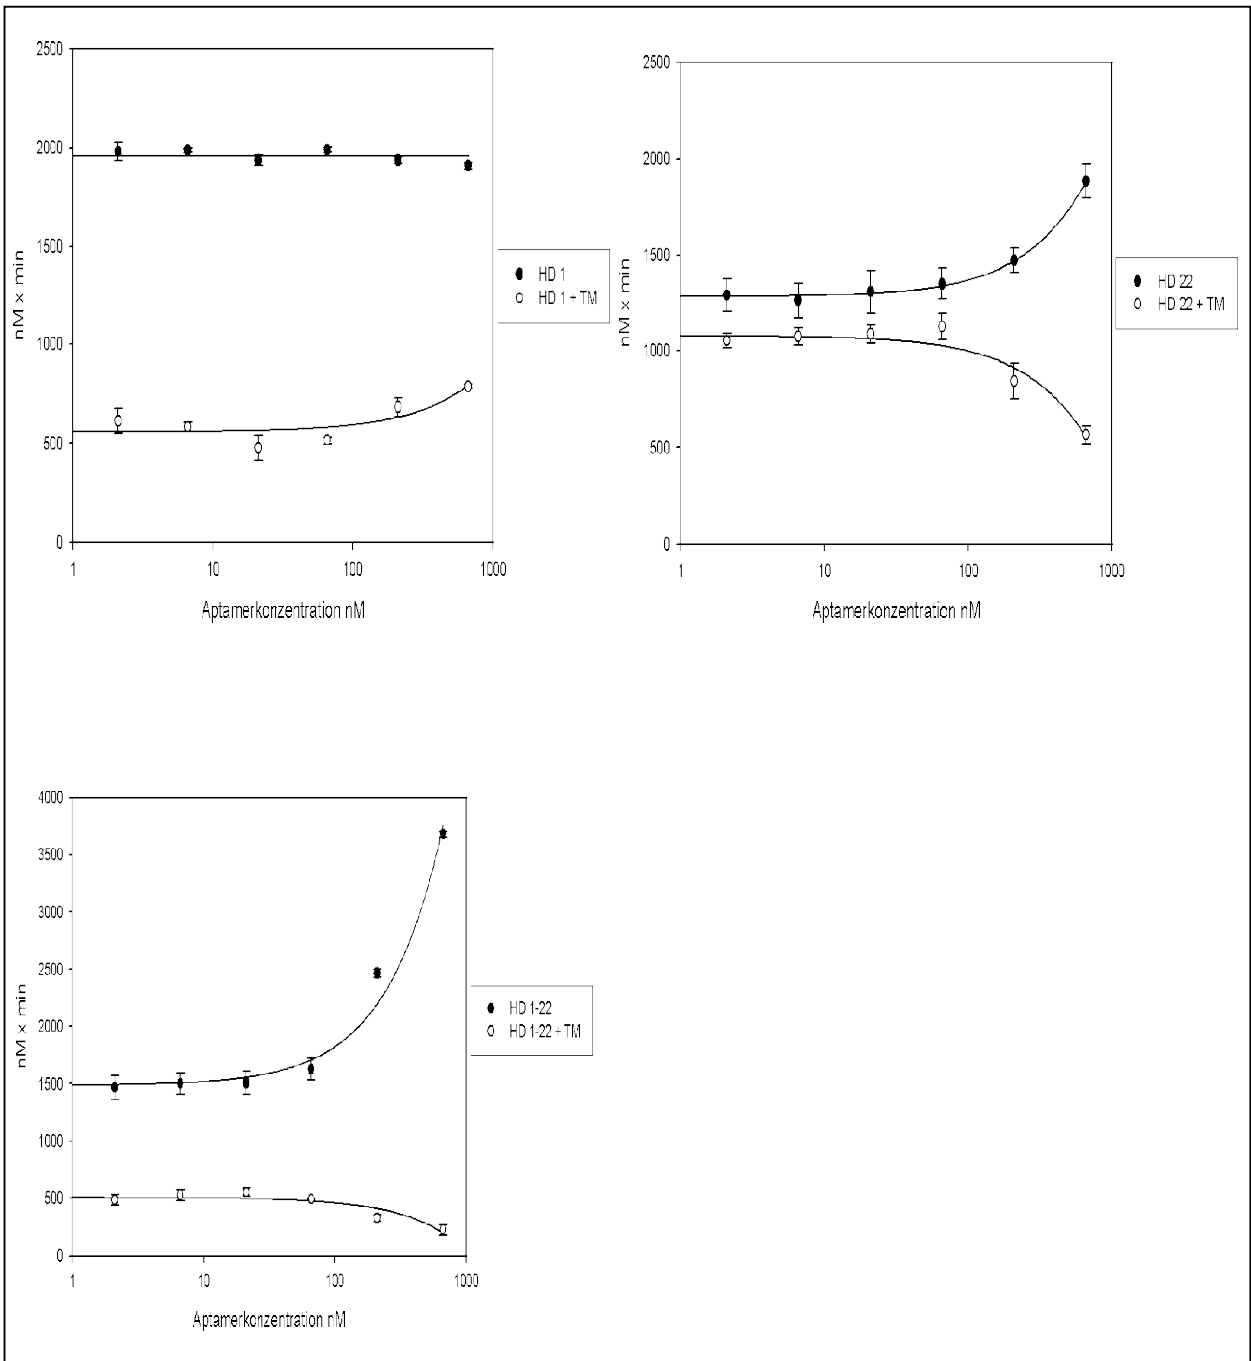 2500
2000
1500
1000
500
0
nM x min
1 10 100 1000
Aptamerkonzentration nM
HD 1
HD 1 + TM
2500
2000
1500
1000
500
0
nM x min
1 10 100 1000
Aptamerkonzentration nM
HD 22
HD 22 + TM
4000
3500
3000
2500
2000
1500
1000
500
0
nM x min
1 10 100 1000
Aptamerkonzentration nM
HD 1-22
HD 1-22 + TM